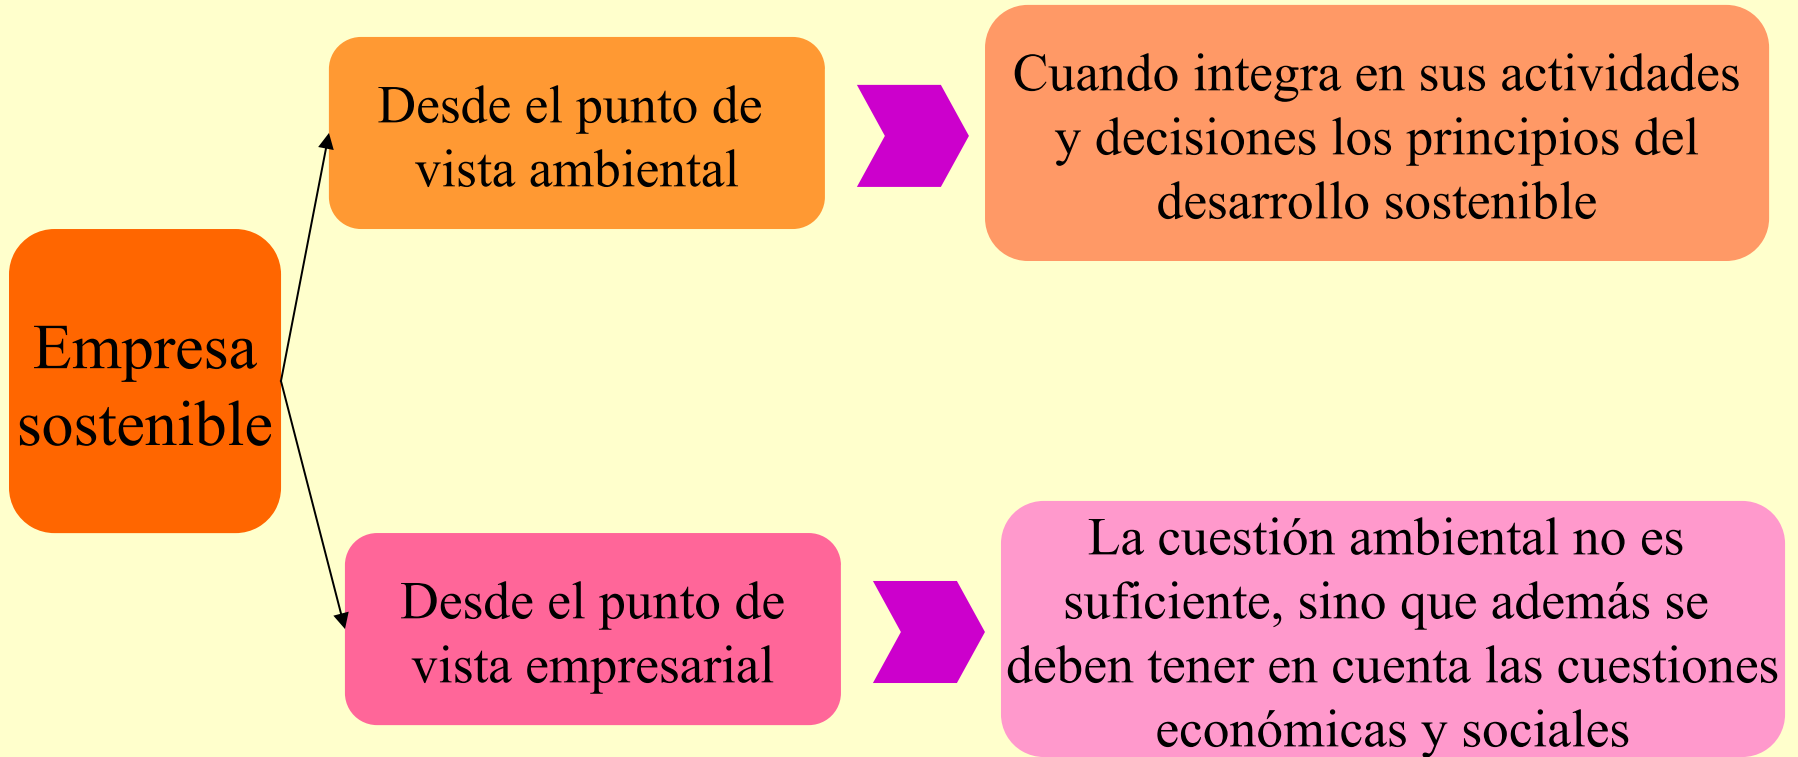 Empresa
sostenible
Desde el punto de
vista ambiental
Cuando integra en sus actividades
y decisiones los principios del
desarrollo sostenible
Desde el punto de
vista empresarial
La cuestión ambiental no es
suficiente, sino que además se
deben tener en cuenta las cuestiones
económicas y sociales